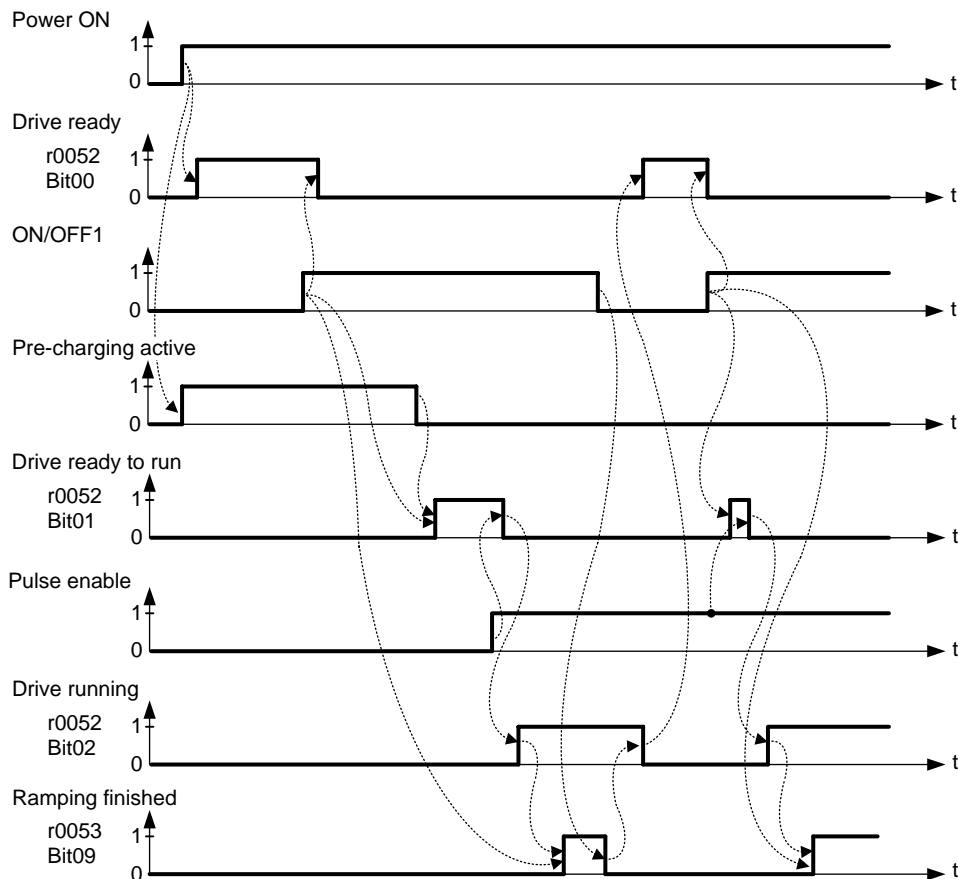 Power ON
1
0
t
Drive ready
r0052
Bit00
1
0
t
ON/OFF1
1
0
t
Pre-charging active
1
0
t
Drive ready to run
r0052
Bit01
1
0
t
Pulse enable
1
0
t
Drive running
r0052
Bit02
1
0
t
Ramping finished
r0053
Bit09
1
0
t